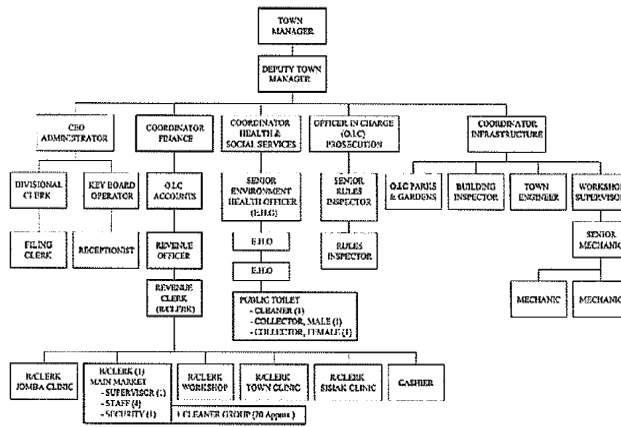 TOWN
MANAGER
DEPUTY TOWN
MANAGER
CEO
ADMINISTRATOR
COORDINATOR
FINANCE
COORDINATOR
HEALTH &
SOCIAL SERVICES
OFFICER IN CHARGE
(O.I.C)
PROSECUTION
COORDINATOR
INFRASTRUCTURE
DIVISIONAL
CLERK
KEY BOARD
OPERATOR
O.I.C
ACCOUNTS
SENIOR
ENVIRONMENT
HEALTH OFFICER
SENIOR
RULES
INSPECTOR
O.I.C PARKS
& GARDENS
BUILDING
INSPECTOR
TOWN
ENGINEER
WORKSHOP
SUPERVISOR
FILING
CLERK
RECEPTIONIST
REVENUE
OFFICER
E.H.O
RULES
INSPECTOR
SENIOR
MECHANIC
E.H.O
REVENUE
CLERK
(R/CLERK)
PUBLIC TOILET
- CLEANER (1)
- COLLECTOR, MALE (1)
- COLLECTOR, FEMALE (1)
MECHANIC
MECHANIC
R/CLERK
JOMBA CLINIC
R/CLERK (1)
MAIN MARKET
- SUPERVISOR (1)
- STAFF (4)
- SECURITY (1)
R/CLERK
WORKSHOP
R/CLERK
TOWN CLINIC
R/CLERK
SISIAK CLINIC
CASHIER
1 CLEANER GROUP (20 Approx.)